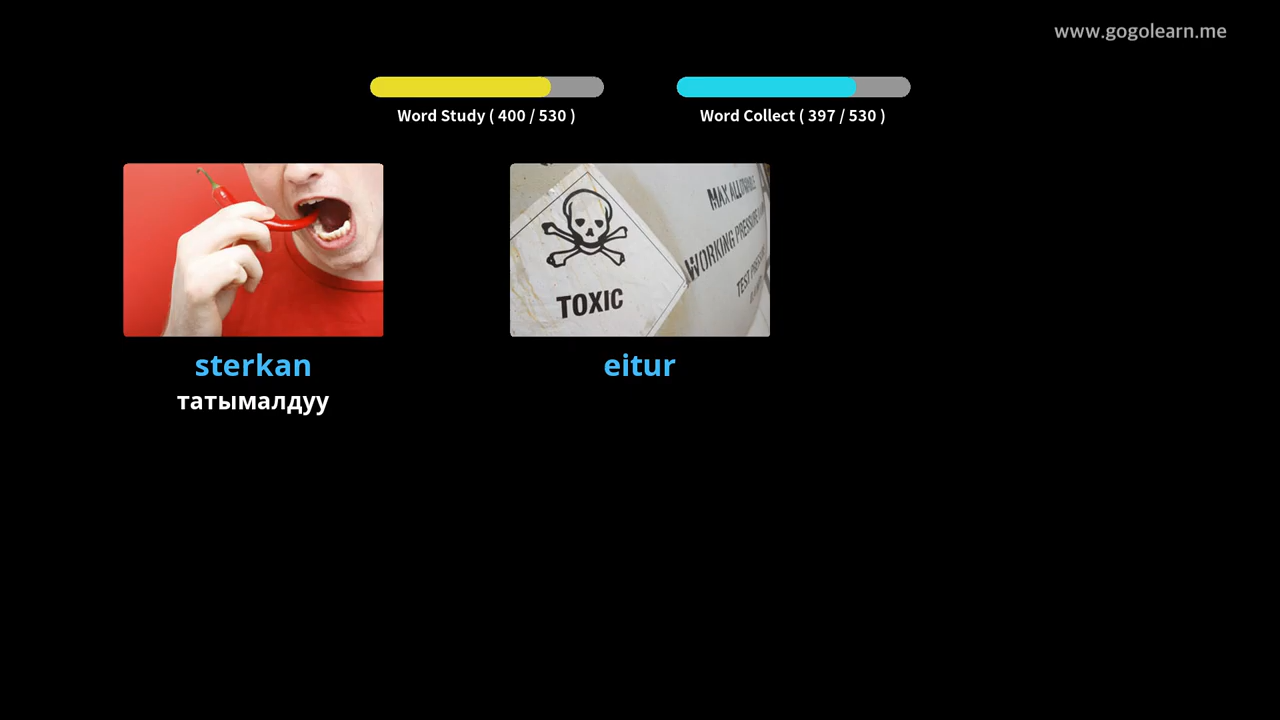 www.gogolearn.me
Word Study ( 400 / 530 )
Word Collect ( 397 / 530 )
MAX ALLOWABLE
WORKING PRESSURE
TEST
TOXIC
sterkan
eitur
татымалдуу